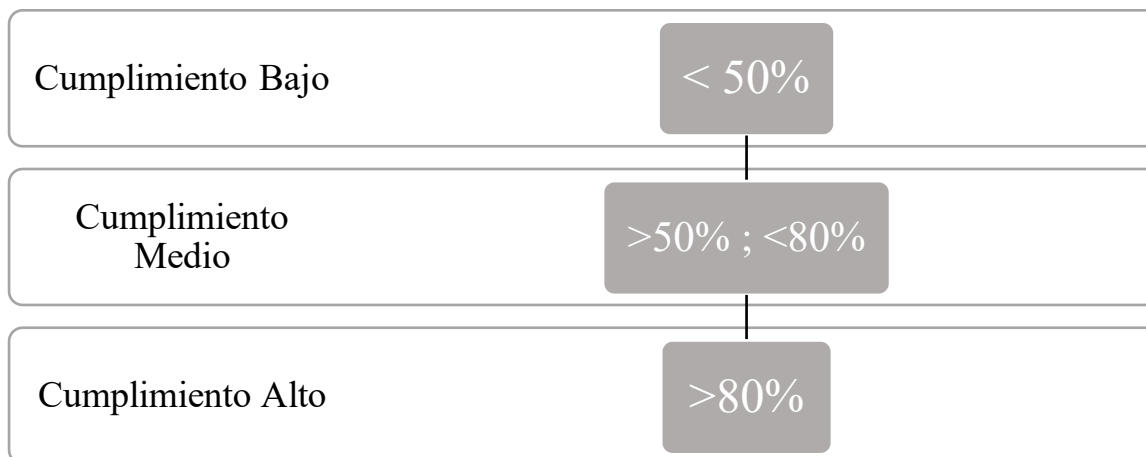 Cumplimiento Bajo
< 50%
Cumplimiento
Medio
>50% ; <80%
Cumplimiento Alto
>80%